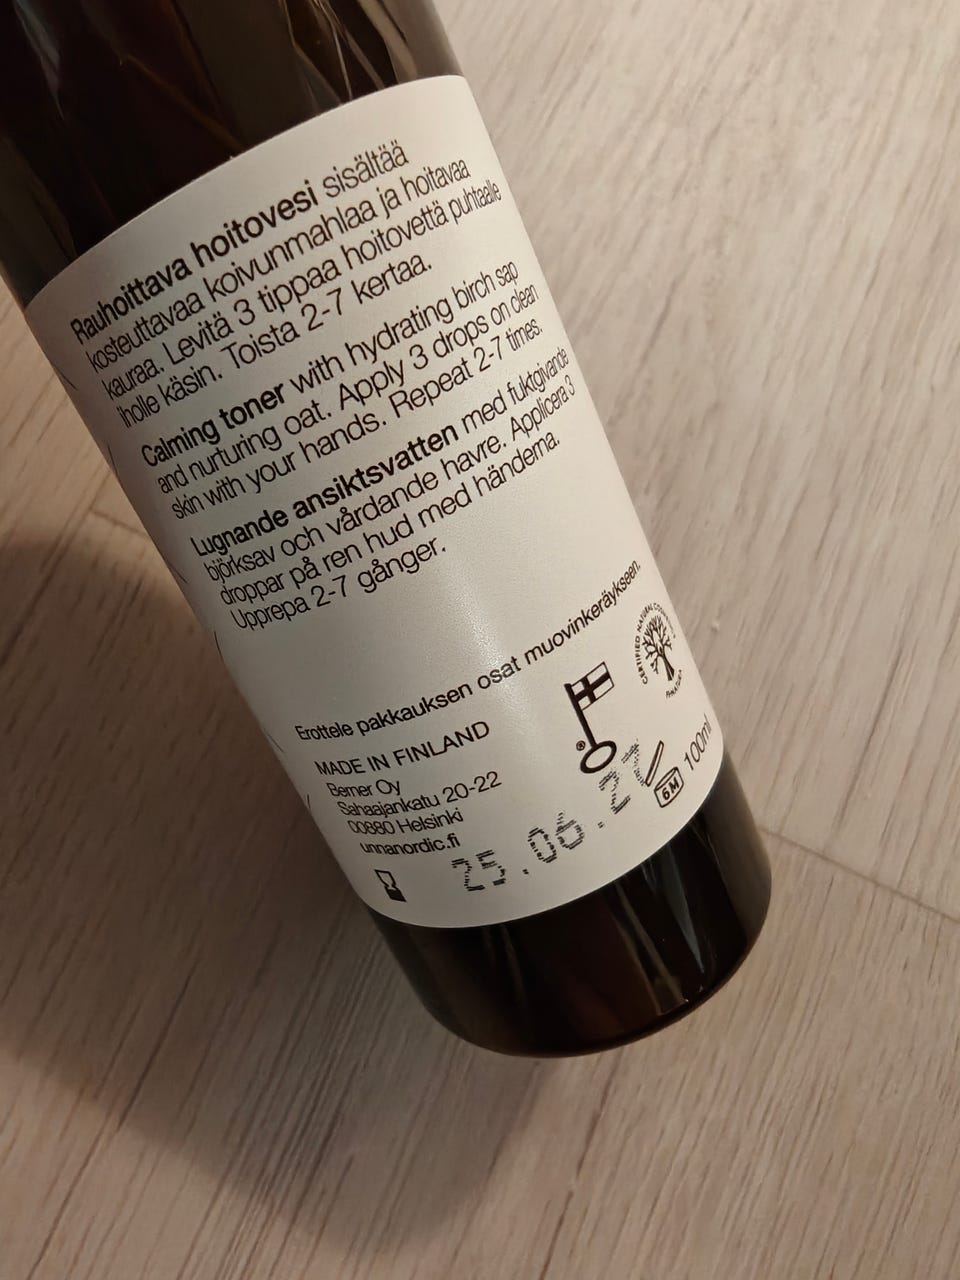 Rauhoittava hoitovesi sisältää
kosteuttavaa koivunmahlaa ja hoitavaa
kauraa. Levitä 3 tippaa hoitovettä puhtaalle
iholle käsin. Toista 2-7 kertaa.
Calming toner with hydrating birch sap
and nurturing oat. Apply 3 drops on clean
skin with your hands. Repeat 2-7 times.
Lugnande ansiktsvatten med fuktgivande
björksav och vårdande havre. Applicera 3
droppar på ren hud med händerna.
Upprepa 2-7 gånger.
Erottele pakkauksen osat muovinkeräykseen.
CERTIFIED NATURAL
MADE IN FINLAND
Berner Oy
Sahaajankatu 20-22
00880 Helsinki
unnanordic.fi
®
25.06.27
6M
100ml